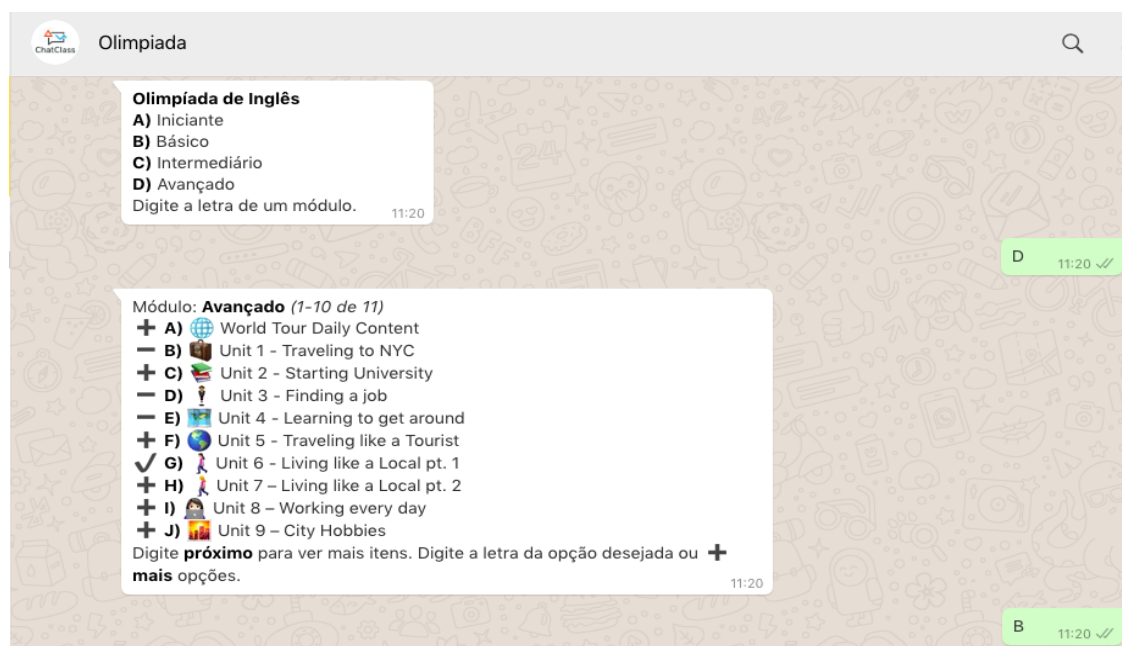 ChatClass
Olimpiada
Olimpíada de Inglês
A) Iniciante
B) Básico
C) Intermediário
D) Avançado
Digite a letra de um módulo.
11:20
D
11:20
Módulo: Avançado (1-10 de 11)
➕ A) 🌐 World Tour Daily Content
➖ B) 🧳 Unit 1 - Traveling to NYC
➕ C) 📚 Unit 2 - Starting University
➖ D) 🕴 Unit 3 - Finding a job
➖ E) 🗺 Unit 4 - Learning to get around
➕ F) 🌎 Unit 5 - Traveling like a Tourist
✔ G) 🚶‍♀️ Unit 6 - Living like a Local pt. 1
➕ H) 🚶‍♀️ Unit 7 – Living like a Local pt. 2
➕ I) 👩‍💻 Unit 8 – Working every day
➕ J) 🌇 Unit 9 – City Hobbies
Digite próximo para ver mais itens. Digite a letra da opção desejada ou ➕
mais opções.
11:20
B
11:20